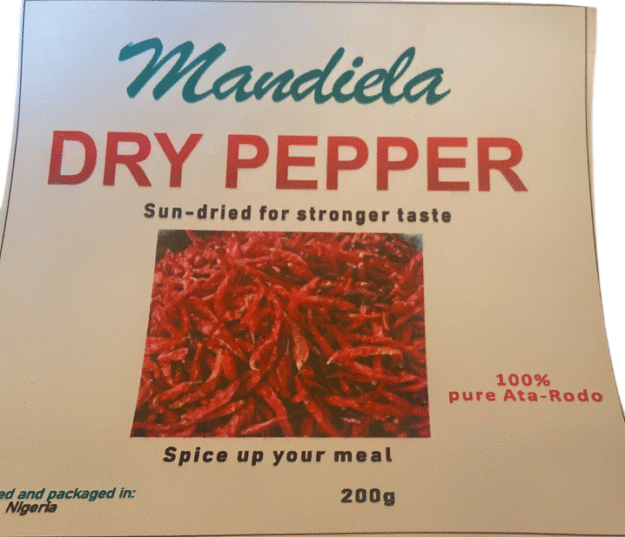 Mandiela
DRY PEPPER
Sun-dried for stronger taste
100%
pure Ata-Rodo
Spice up your meal
and packaged in:
Nigeria
200g